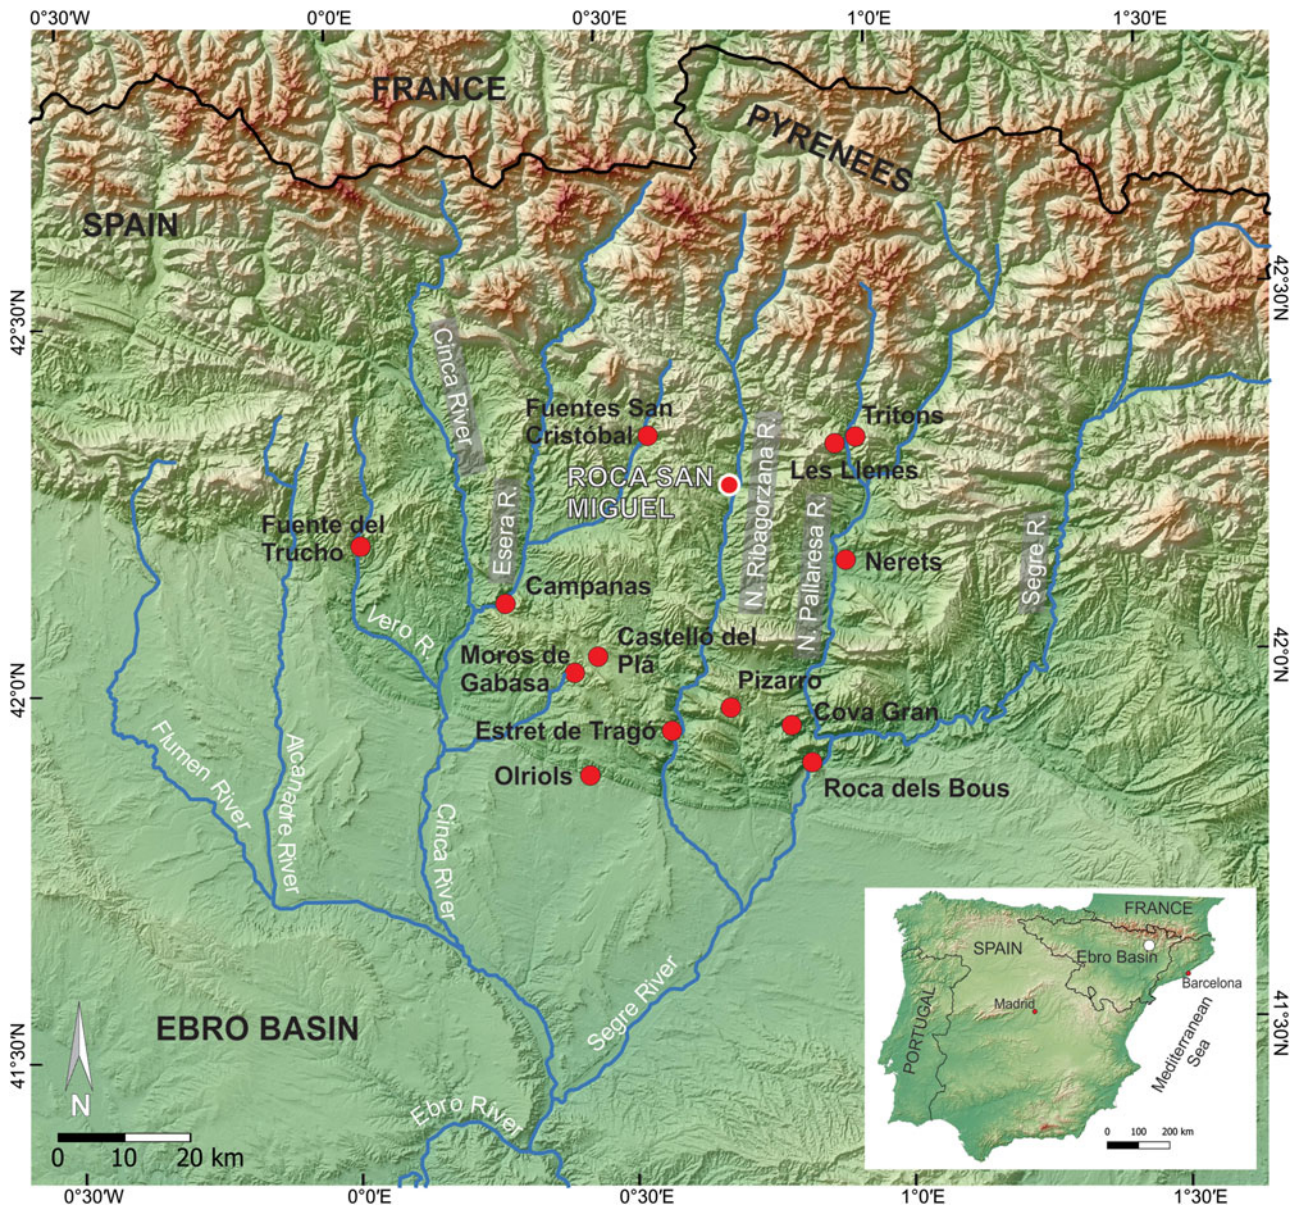 0°30'W
0°0'E
0°30'E
1°0'E
1°30'E
FRANCE
PYRENEES
SPAIN
42°30'N
42°30'N
Cinca River
Fuentes San
Cristóbal
Tritons
Les Llenes
ROCA SAN
MIGUEL
N. Ribagorzana R.
Esera R.
N. Pallaresa R.
Segre R.
Fuente del
Trucho
Nerets
Campanas
Vero R.
Castelló del
Plá
Moros de
Gabasa
42°0'N
42°0'N
Pizarro
Cova Gran
Estret de Tragó
Flumen River
Alcanedre River
Olriols
Roca dels Bous
Cinca River
FRANCE
SPAIN
Ebro Basin
Barcelona
Madrid
PORTUGAL
Mediterranean
Sea
0 100 200 km
Segre River
EBRO BASIN
41°30'N
41°30'N
N
Ebro River
0 10 20 km
0°30'W
0°0'E
0°30'E
1°0'E
1°30'E